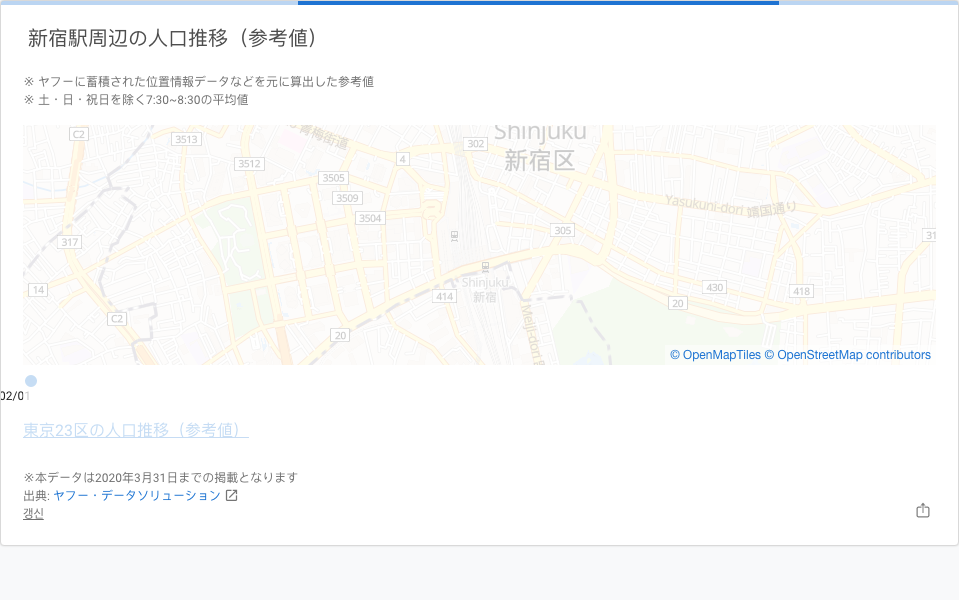 新宿駅周辺の人口推移（参考値）
※ ヤフーに蓄積された位置情報データなどを元に算出した参考値
※ 土・日・祝日を除く7:30~8:30の平均値
Shinjuku
新宿区
青梅街道
C2
3513
302
4
3512
3505
3509
3504
Yasukuni-dori 靖国通り
305
317
31
Shinjuku
新宿
14
414
430
418
20
C2
20
Meiji-dori
© OpenMapTiles © OpenStreetMap contributors
02/01
東京23区の人口推移（参考値）
※本データは2020年3月31日までの掲載となります
出典: ヤフー・データソリューション
갱신